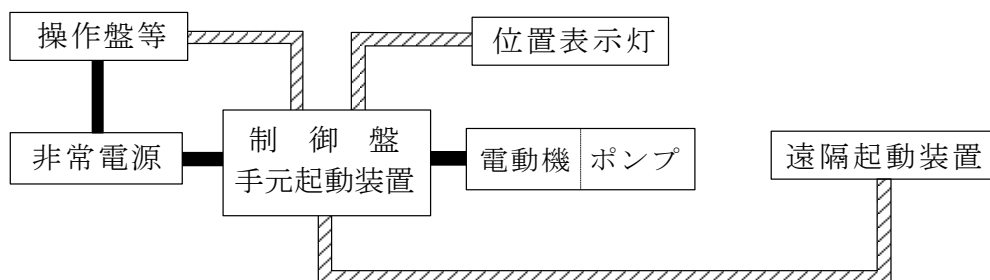 操作盤等
位置表示灯
非常電源
制御盤
手元起動装置
電動機
ポンプ
遠隔起動装置